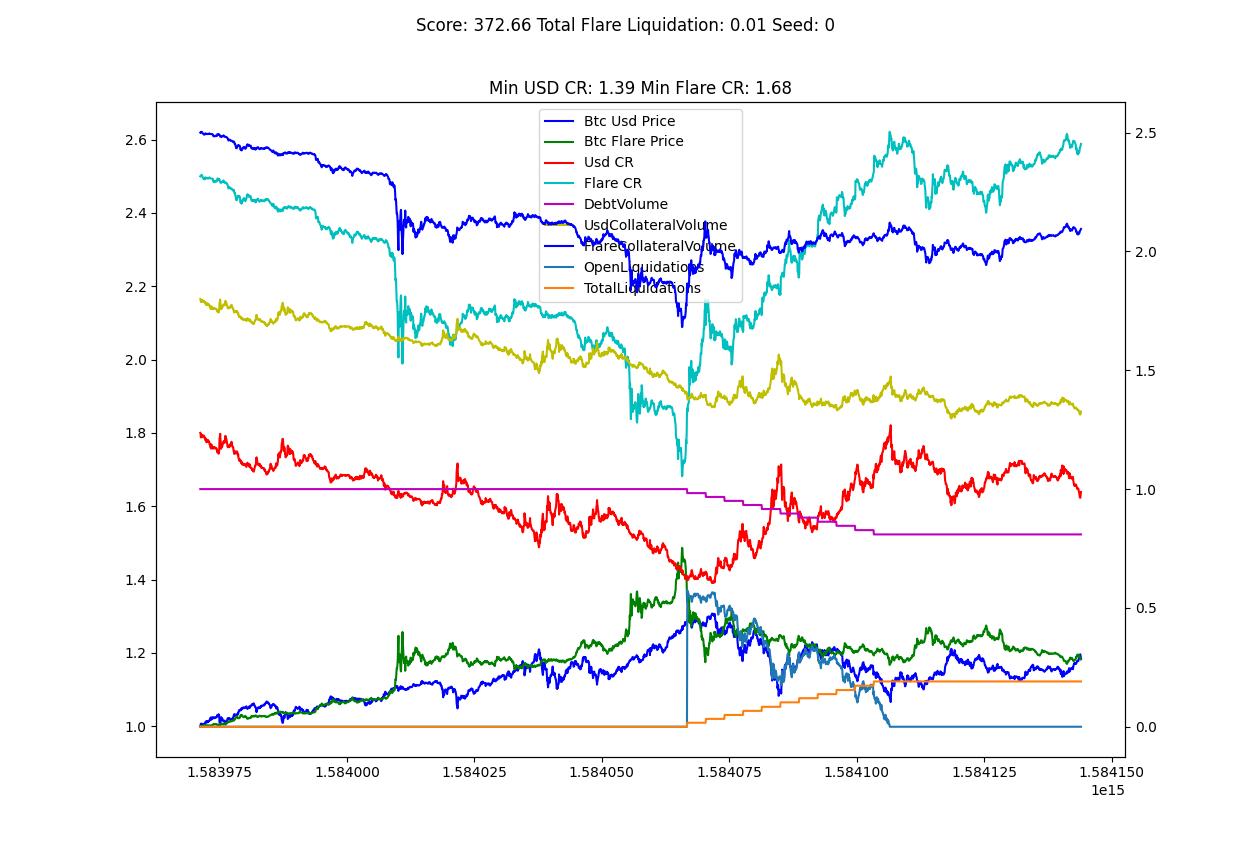 Score: 372.66 Total Flare Liquidation: 0.01 Seed: 0
Min USD CR: 1.39 Min Flare CR: 1.68
Btc Usd Price
Btc Flare Price
Usd CR
Flare CR
DebtVolume
UsdCollateralVolume
FlareCollateralVolume
OpenLiquidations
TotalLiquidations
2.6
2.4
2.2
2.0
1.8
1.6
1.4
1.2
1.0
2.5
2.0
1.5
1.0
0.5
0.0
1.583975 1.584000 1.584025 1.584050 1.584075 1.584100 1.584125 1.584150
1e15